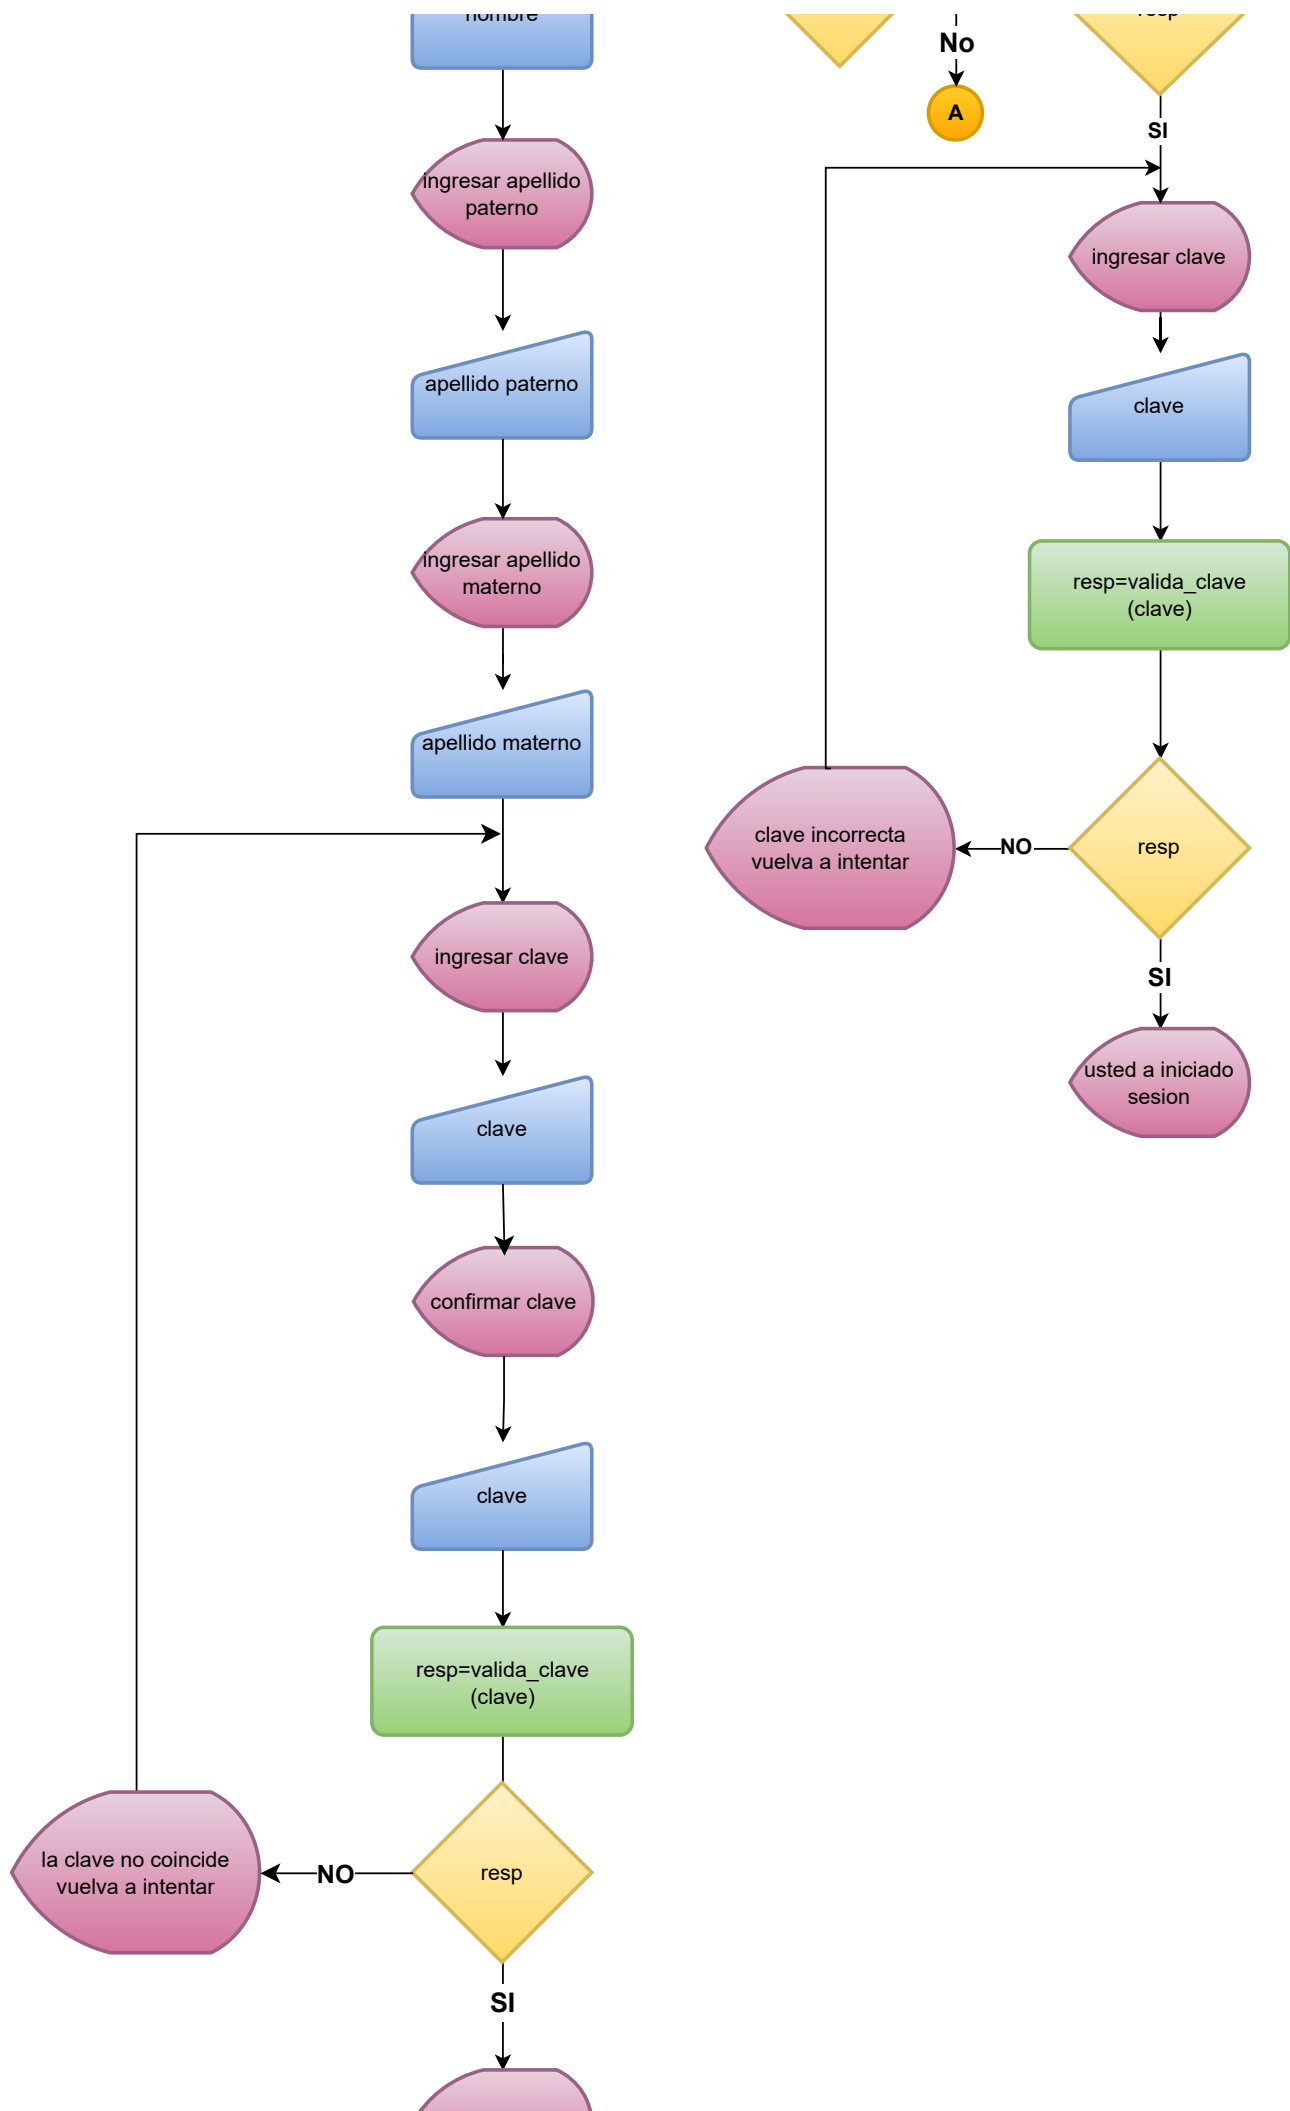 nombre
ingresar apellido
paterno
apellido paterno
ingresar apellido
materno
apellido materno
ingresar clave
clave
confirmar clave
clave
resp=valida_clave
(clave)
resp
NO
la clave no coincide
vuelva a intentar
SI
No
A
resp
SI
ingresar clave
clave
resp=valida_clave
(clave)
resp
NO
clave incorrecta
vuelva a intentar
SI
usted a iniciado
sesion